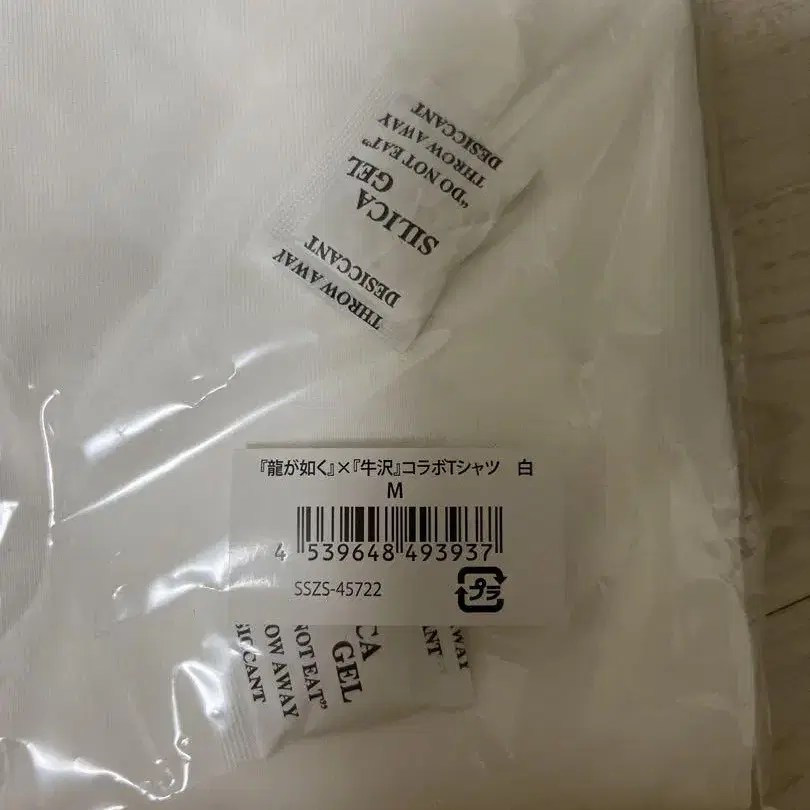 THROW AWAY
DESICCANT
SILICA
GEL
"DO NOT EAT"
THROW AWAY
DESICCANT
『龍が如く』×『牛沢』コラボTシャツ 白
M
4 539648 493937
SSZS-45722
プラ
CA
GEL
NOT EAT"
OW AWAY
SICCANT
WAY
CANT